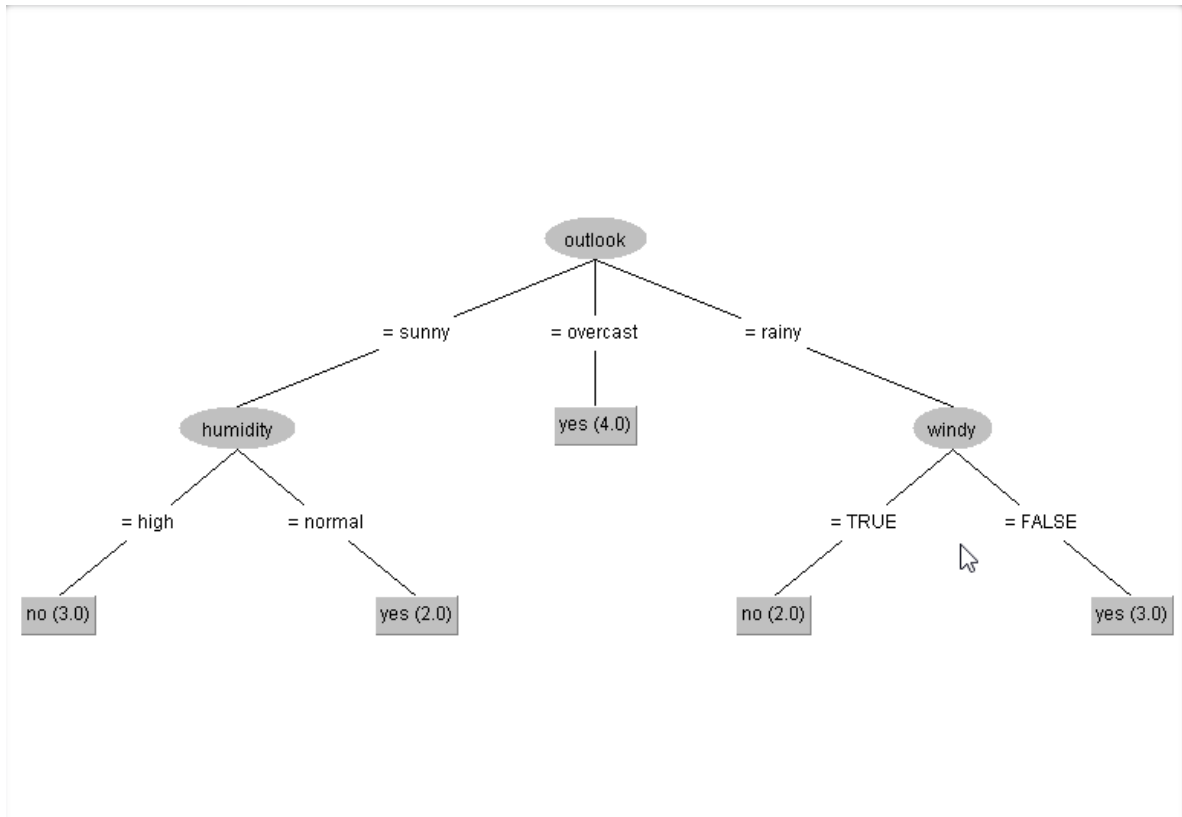 outlook
= sunny
= overcast
= rainy
humidity
yes (4.0)
windy
= high
= normal
= TRUE
= FALSE
no (3.0)
yes (2.0)
no (2.0)
yes (3.0)